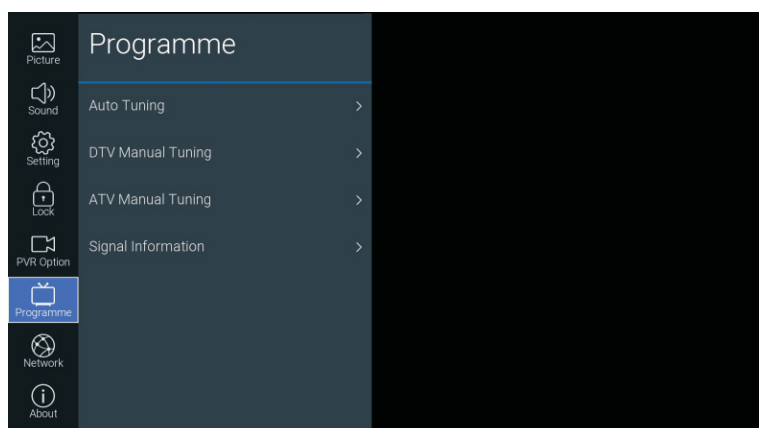 Picture
Sound
Setting
Lock
PVR Option
Programme
Network
About
Programme
Auto Tuning
DTV Manual Tuning
ATV Manual Tuning
Signal Information